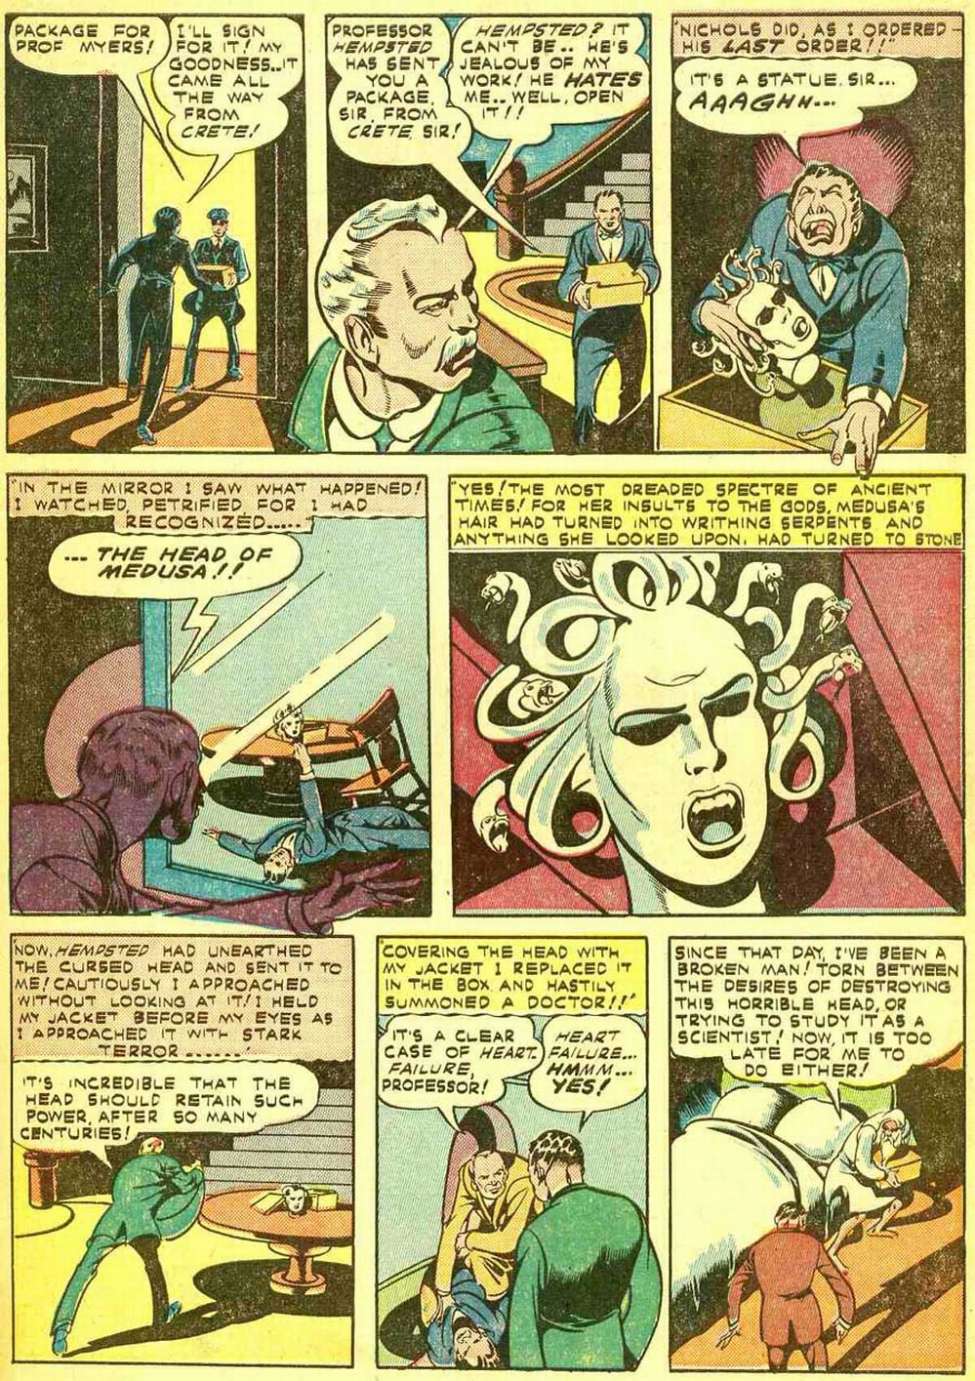 PACKAGE FOR
PROF MYERS!
I'LL SIGN
FOR IT! MY
GOODNESS..IT
CAME ALL
THE WAY
FROM
CRETE!
PROFESSOR
HEMPSTED
HAS SENT
YOU A
PACKAGE,
SIR, FROM
CRETE, SIR!
HEMPSTED? IT
CAN'T BE.. HE'S
JEALOUS OF MY
WORK! HE HATES
ME..WELL, OPEN
IT!!
"NICHOLS DID, AS I ORDERED -
HIS LAST ORDER!!"
IT'S A STATUE, SIR...
AAAGHH...
"IN THE MIRROR I SAW WHAT HAPPENED!
I WATCHED, PETRIFIED, FOR I HAD
RECOGNIZED.....
... THE HEAD OF
MEDUSA!!
"YES! THE MOST DREADED SPECTRE OF ANCIENT
TIMES! FOR HER INSULTS TO THE GODS, MEDUSA'S
HAIR HAD TURNED INTO WRITHING SERPENTS AND
ANYTHING SHE LOOKED UPON, HAD TURNED TO STONE
"NOW, HEMPSTED HAD UNEARTHED
THE CURSED HEAD AND SENT IT TO
ME! CAUTIOUSLY I APPROACHED
WITHOUT LOOKING AT IT! I HELD
MY JACKET BEFORE MY EYES AS
I APPROACHED IT WITH STARK
TERROR ......'
IT'S INCREDIBLE THAT THE
HEAD SHOULD RETAIN SUCH
POWER, AFTER SO MANY
CENTURIES!
"COVERING THE HEAD WITH
MY JACKET I REPLACED IT
IN THE BOX AND HASTILY
SUMMONED A DOCTOR!!"
IT'S A CLEAR
CASE OF HEART
FAILURE,
PROFESSOR!
HEART
FAILURE...
HMMM...
YES!
SINCE THAT DAY, I'VE BEEN A
BROKEN MAN! TORN BETWEEN
THE DESIRES OF DESTROYING
THIS HORRIBLE HEAD, OR
TRYING TO STUDY IT AS A
SCIENTIST! NOW, IT IS TOO
LATE FOR ME TO
DO EITHER!